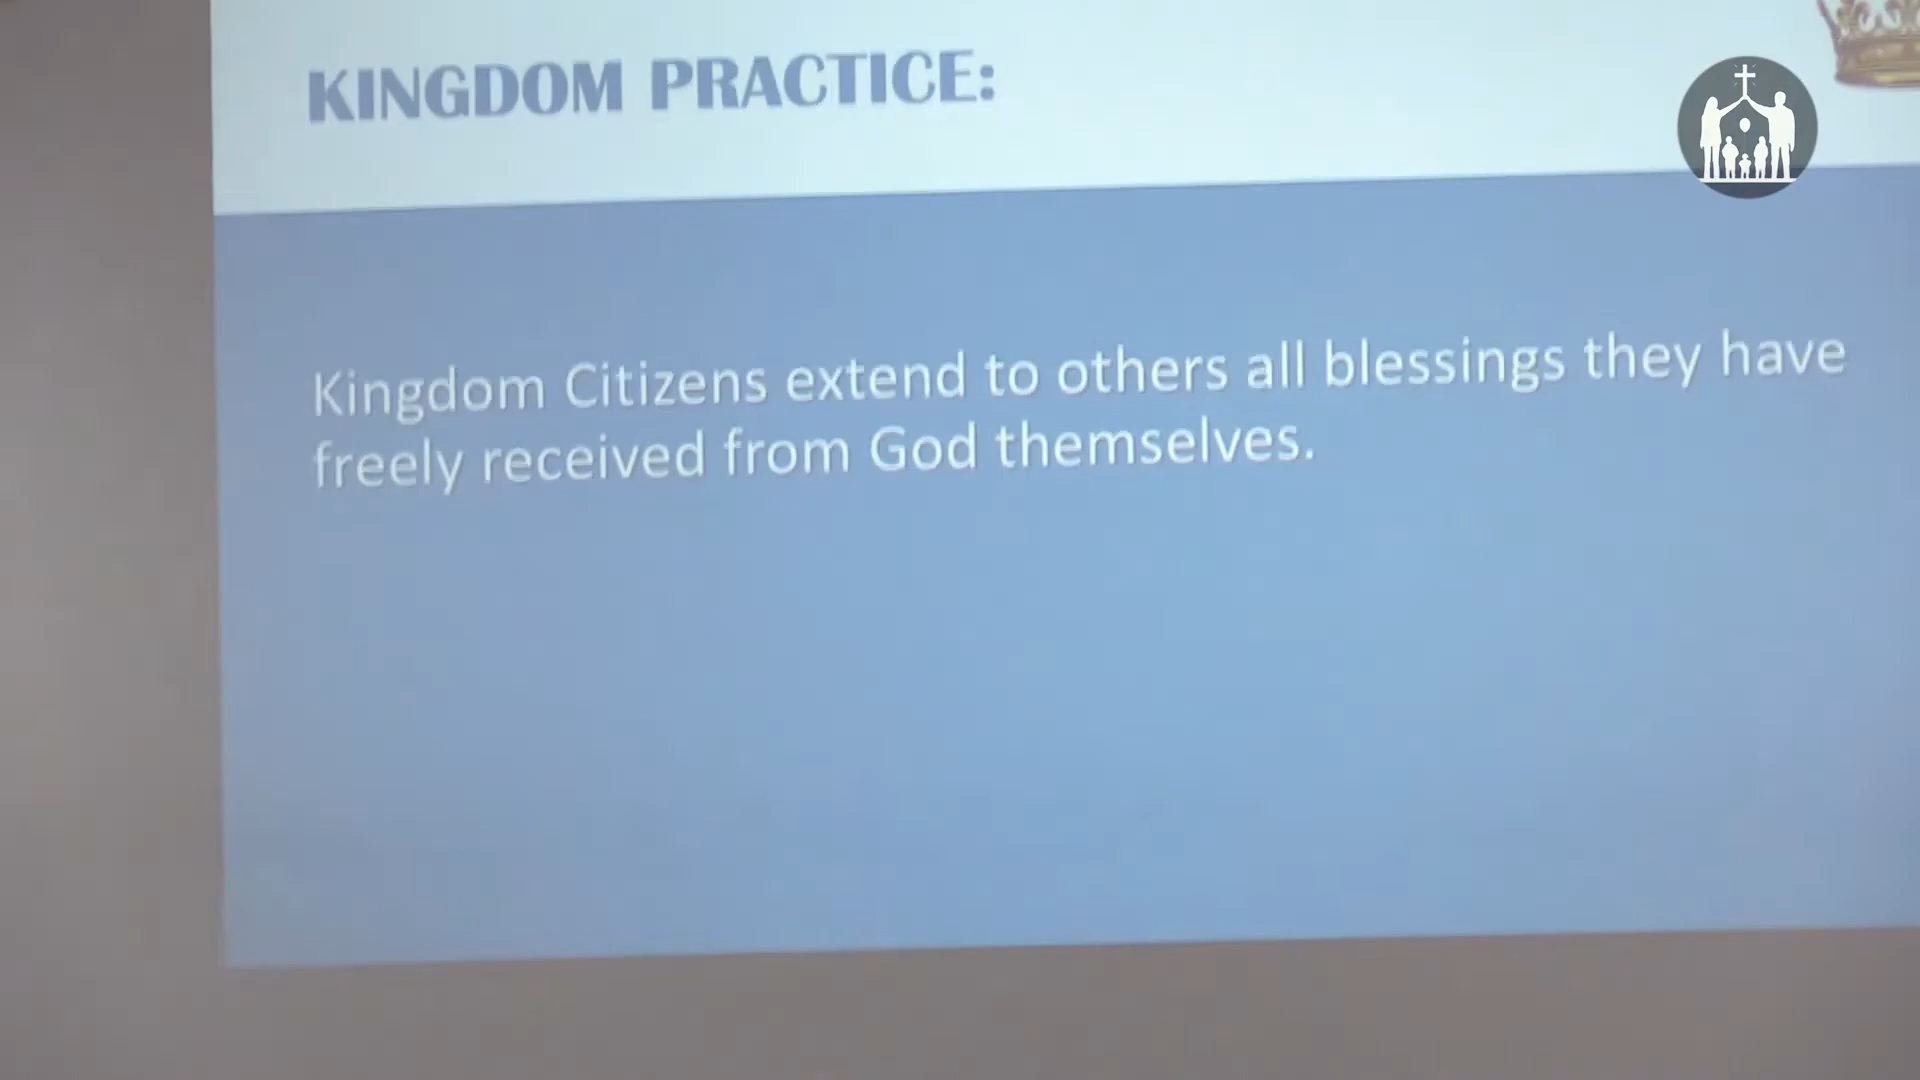 KINGDOM PRACTICE:
Kingdom Citizens extend to others all blessings they have
freely received from God themselves.